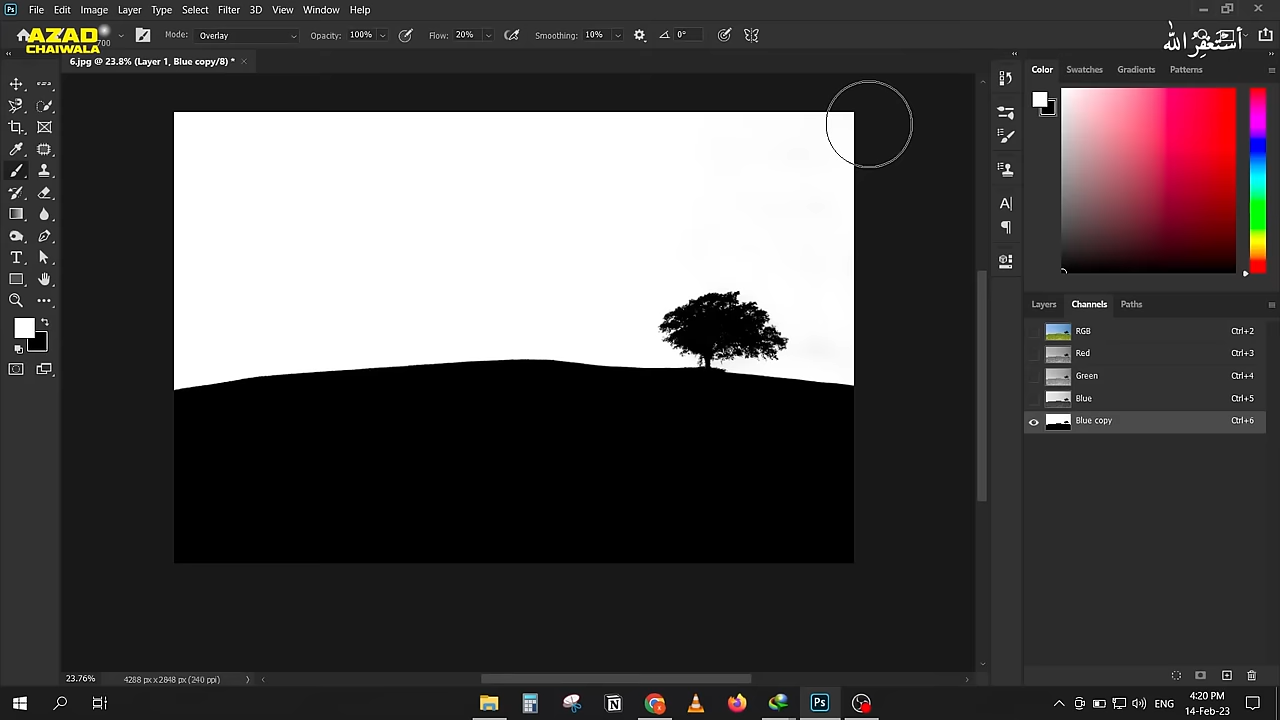 File Edit Image Layer Type Select Filter 3D View Window Help
AZAD
CHAIWALA
700
Mode: Overlay Opacity: 100% Flow: 20% Smoothing: 10% 0°
أستغفر الله
6.jpg @ 23.8% (Layer 1, Blue copy/8) *
Color Swatches Gradients Patterns
Layers Channels Paths
RGB Ctrl+2
Red Ctrl+3
Green Ctrl+4
Blue Ctrl+5
Blue copy Ctrl+6
23.76% 4288 px x 2848 px (240 ppi)
4:20 PM
ENG
14-Feb-23